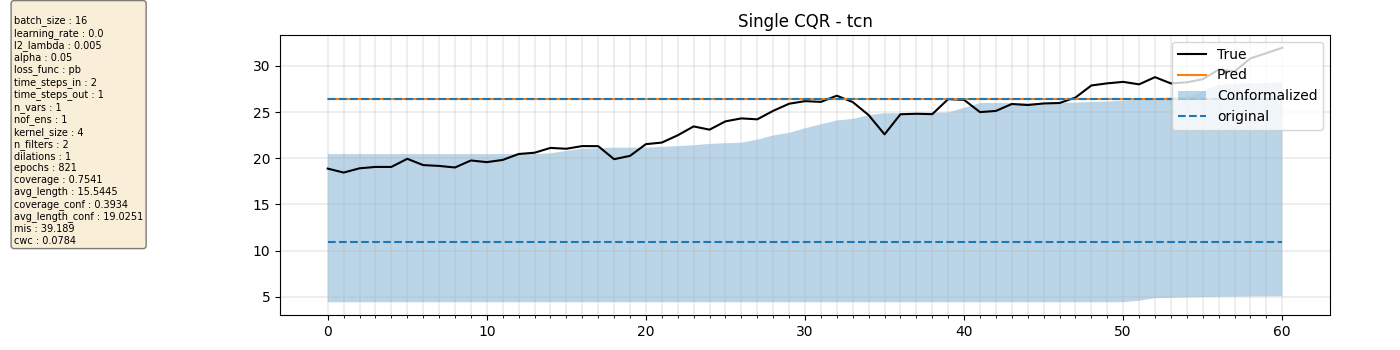 batch_size : 16
learning_rate : 0.0
l2_lambda : 0.005
alpha : 0.05
loss_func : pb
time_steps_in : 2
time_steps_out : 1
n_vars : 1
nof_ens : 1
kernel_size : 4
n_filters : 2
dilations : 1
epochs : 821
coverage : 0.7541
avg_length : 15.5445
coverage_conf : 0.3934
avg_length_conf : 19.0251
mis : 39.189
cwc : 0.0784
Single CQR - tcn
True
Pred
Conformalized
original
30
25
20
15
10
5
0 10 20 30 40 50 60